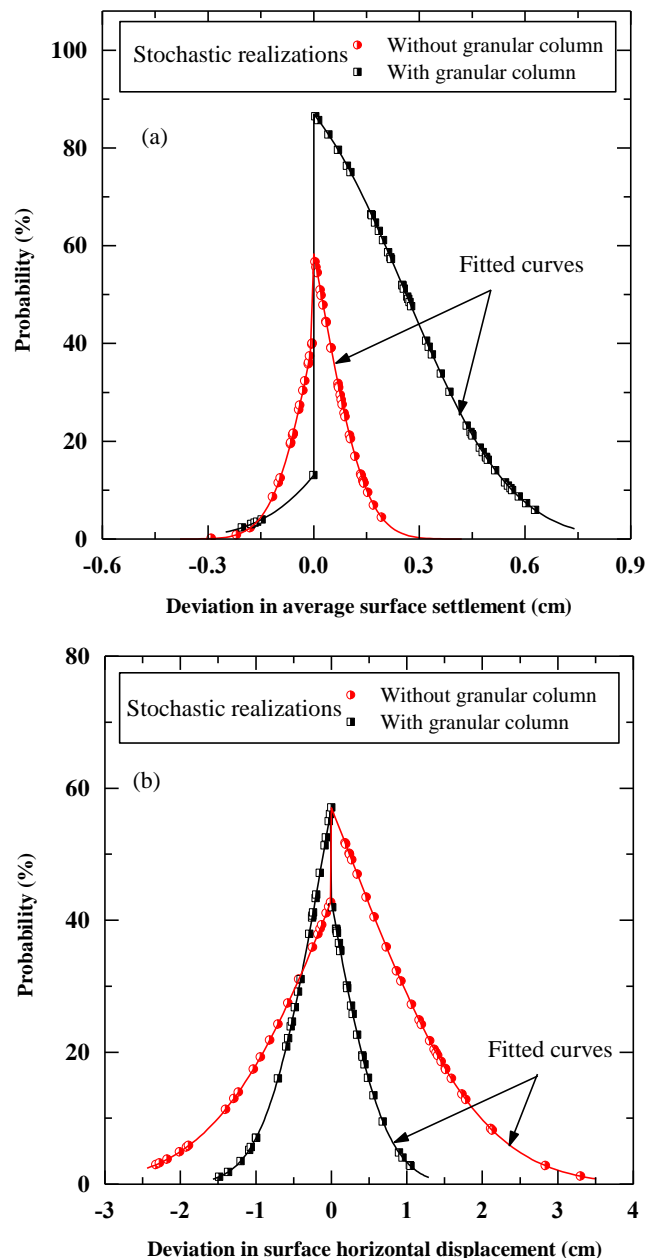 100
80
60
40
20
0
-0.6
-0.3
0.0
0.3
0.6
0.9
Probability (%)
Deviation in average surface settlement (cm)
Stochastic realizations
Without granular column
With granular column
(a)
Fitted curves
80
60
40
20
0
-3
-2
-1
0
1
2
3
4
Probability (%)
Deviation in surface horizontal displacement (cm)
Stochastic realizations
Without granular column
With granular column
(b)
Fitted curves